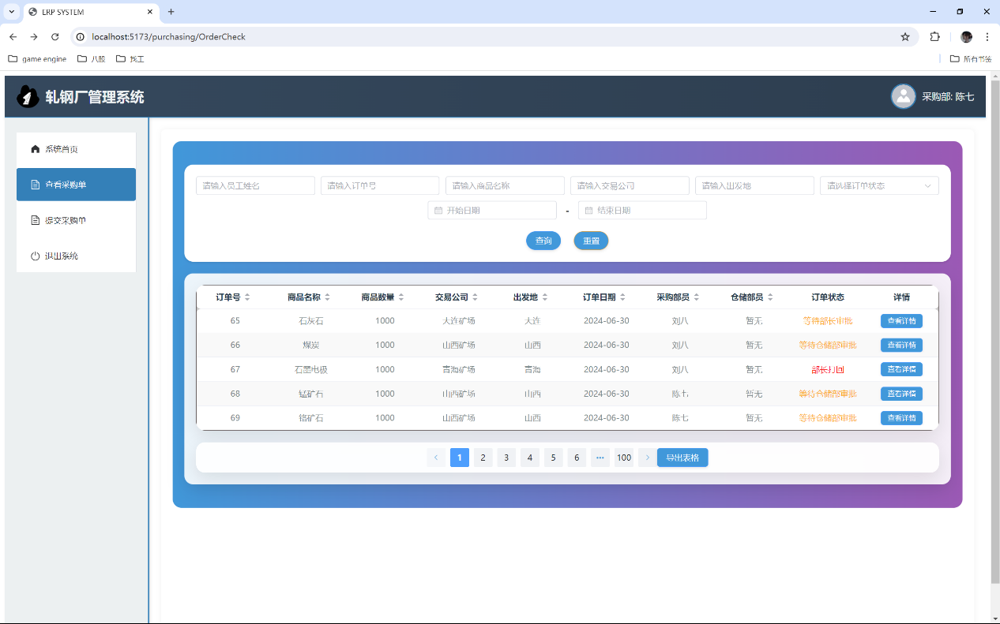 ERP SYSTEM
localhost:5173/purchasing/OrderCheck
game engine 八股 找工 所有书签
轧钢厂管理系统 采购部: 陈七
系统首页
查看采购单
提交采购单
退出系统
请输入员工姓名 请输入订单号 请输入商品名称 请输入交易公司 请输入出发地 请选择订单状态
开始日期 - 结束日期
查询 重置
订单号 商品名称 商品数量 交易公司 出发地 订单日期 采购部员 仓储部员 订单状态 详情
65 石灰石 1000 大连矿场 大连 2024-06-30 刘八 暂无 等待部长审批 查看详情
66 煤炭 1000 山西矿场 山西 2024-06-30 刘八 暂无 等待仓储部审批 查看详情
67 石墨电极 1000 青海矿场 青海 2024-06-30 刘八 暂无 部长打回 查看详情
68 锰矿石 1000 山西矿场 山西 2024-06-30 陈七 暂无 等待仓储部审批 查看详情
69 铬矿石 1000 山西矿场 山西 2024-06-30 陈七 暂无 等待仓储部审批 查看详情
1 2 3 4 5 6 ··· 100 导出表格